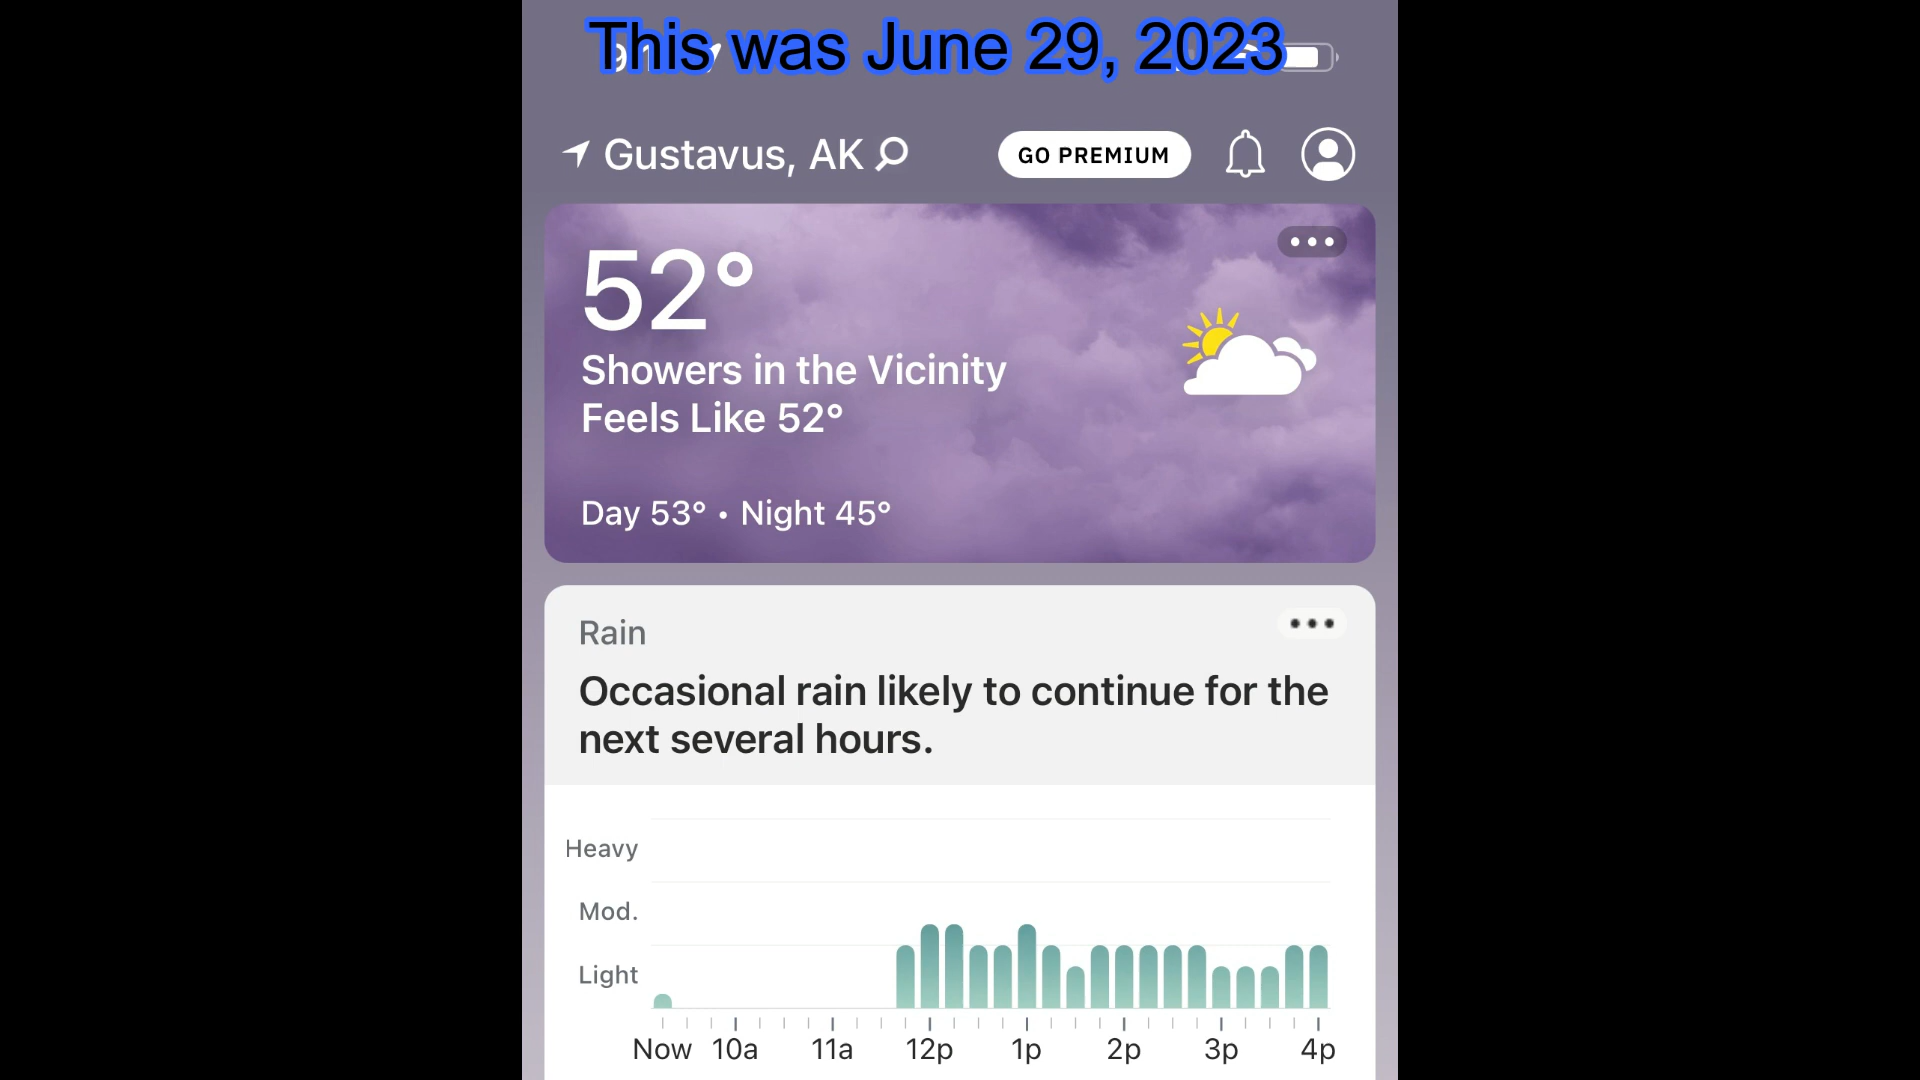 This was June 29, 2023
Gustavus, AK
GO PREMIUM
52°
Showers in the Vicinity
Feels Like 52°
Day 53° • Night 45°
Rain
Occasional rain likely to continue for the
next several hours.
Heavy
Mod.
Light
Now 10a 11a 12p 1p 2p 3p 4p